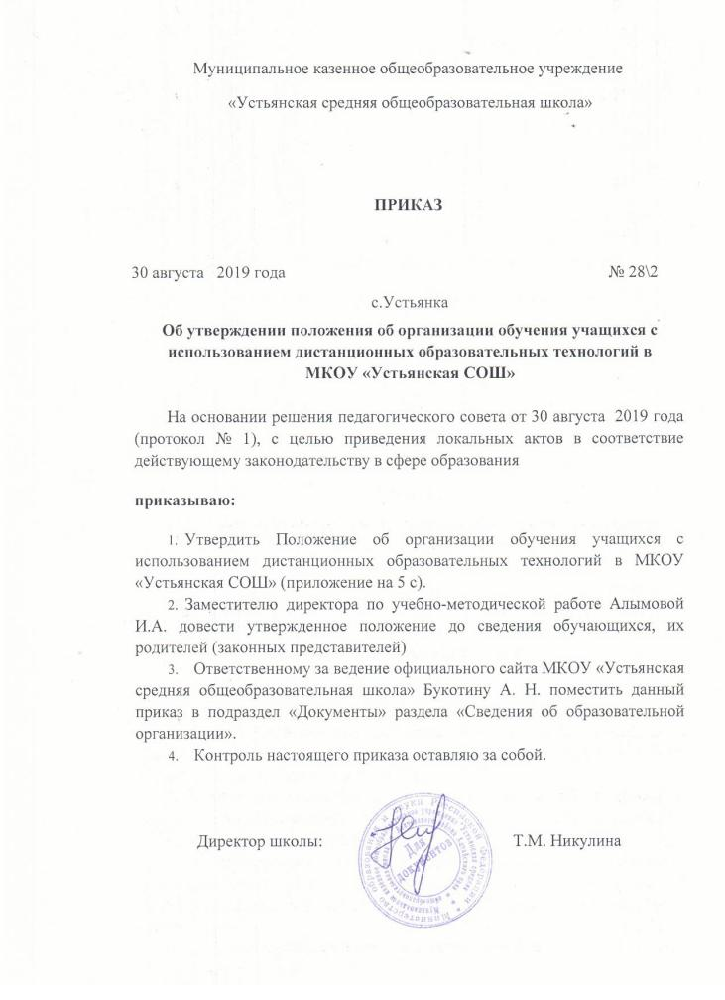 Муниципальное казенное общеобразовательное учреждение
«Устьянская средняя общеобразовательная школа»
ПРИКАЗ
30 августа 2019 года № 28\2
с.Устьянка
Об утверждении положения об организации обучения учащихся с
использованием дистанционных образовательных технологий в
МКОУ «Устьянская СОШ»
На основании решения педагогического совета от 30 августа 2019 года
(протокол № 1), с целью приведения локальных актов в соответствие
действующему законодательству в сфере образования
приказываю:
1. Утвердить Положение об организации обучения учащихся с
использованием дистанционных образовательных технологий в МКОУ
«Устьянская СОШ» (приложение на 5 с).
2. Заместителю директора по учебно-методической работе Алымовой
И.А. довести утвержденное положение до сведения обучающихся, их
родителей (законных представителей)
3. Ответственному за ведение официального сайта МКОУ «Устьянская
средняя общеобразовательная школа» Букотину А. Н. поместить данный
приказ в подраздел «Документы» раздела «Сведения об образовательной
организации».
4. Контроль настоящего приказа оставляю за собой.
Директор школы: Т.М. Никулина
Министерство образования и науки Российской Федерации
Для
документов